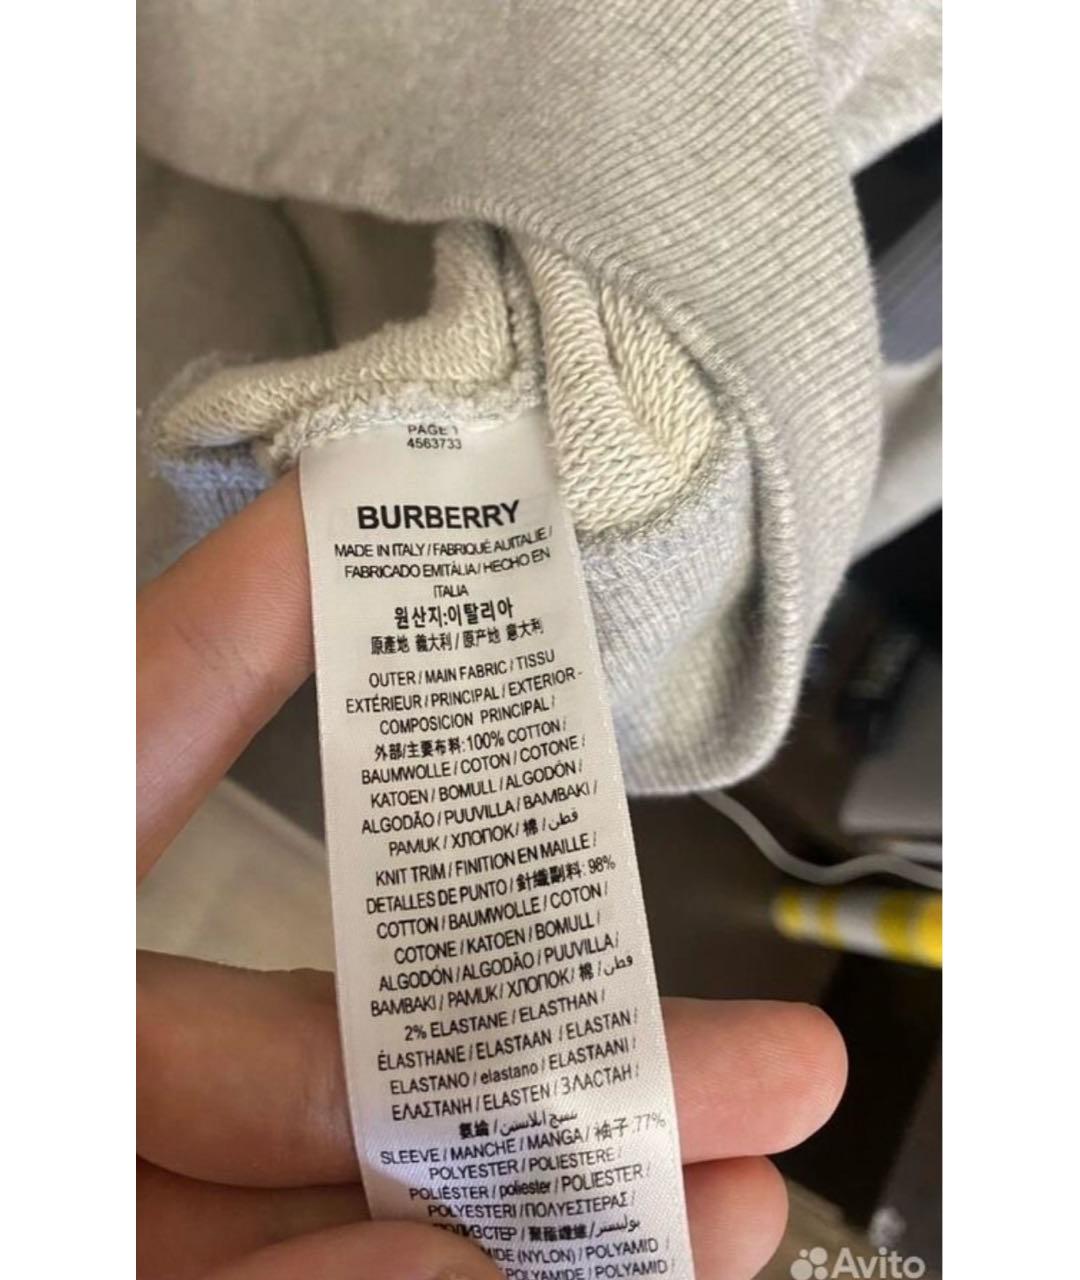 PAGE 1
4563733
BURBERRY
MADE IN ITALY / FABRIQUÉ AUITALIE /
FABRICADO EMITÁLIA / HECHO EN
ITALIA
원산지:이탈리아
原產地 義大利 / 原产地 意大利
OUTER / MAIN FABRIC / TISSU
EXTÉRIEUR / PRINCIPAL / EXTERIOR -
COMPOSICION PRINCIPAL /
外部/主要布料:100% COTTON /
BAUMWOLLE / COTON / COTONE /
KATOEN / BOMULL / ALGODÓN /
ALGODÃO / PUUVILLA / BAMBAKI /
PAMUK / ХЛОПОК / 棉 / قطن
KNIT TRIM / FINITION EN MAILLE /
DETALLES DE PUNTO / 針織副料: 98%
COTTON / BAUMWOLLE / COTON /
COTONE / KATOEN / BOMULL /
ALGODÓN / ALGODÃO / PUUVILLA /
BAMBAKI / PAMUK / ХЛОПОК / 棉 / قطن
2% ELASTANE / ELASTHAN /
ÉLASTHANE / ELASTAAN / ELASTAN /
ELASTANO / elastano / ELASTAANI /
ΕΛΑΣΤΑΝΗ / ELASTEN / ЭЛАСТАН /
氨綸 / نسيج ايلاستين
SLEEVE / MANCHE / MANGA / 袖子:77%
POLYESTER / POLIESTERE /
POLIÉSTER / poliester / POLIESTER /
POLYESTERI / ΠΟΛΥΕΣΤΕΡΑΣ /
聚酯纖維 / بوليستر
(NYLON) / POLYAMID /
POLYAMIDE / POLYAMID /
Avito